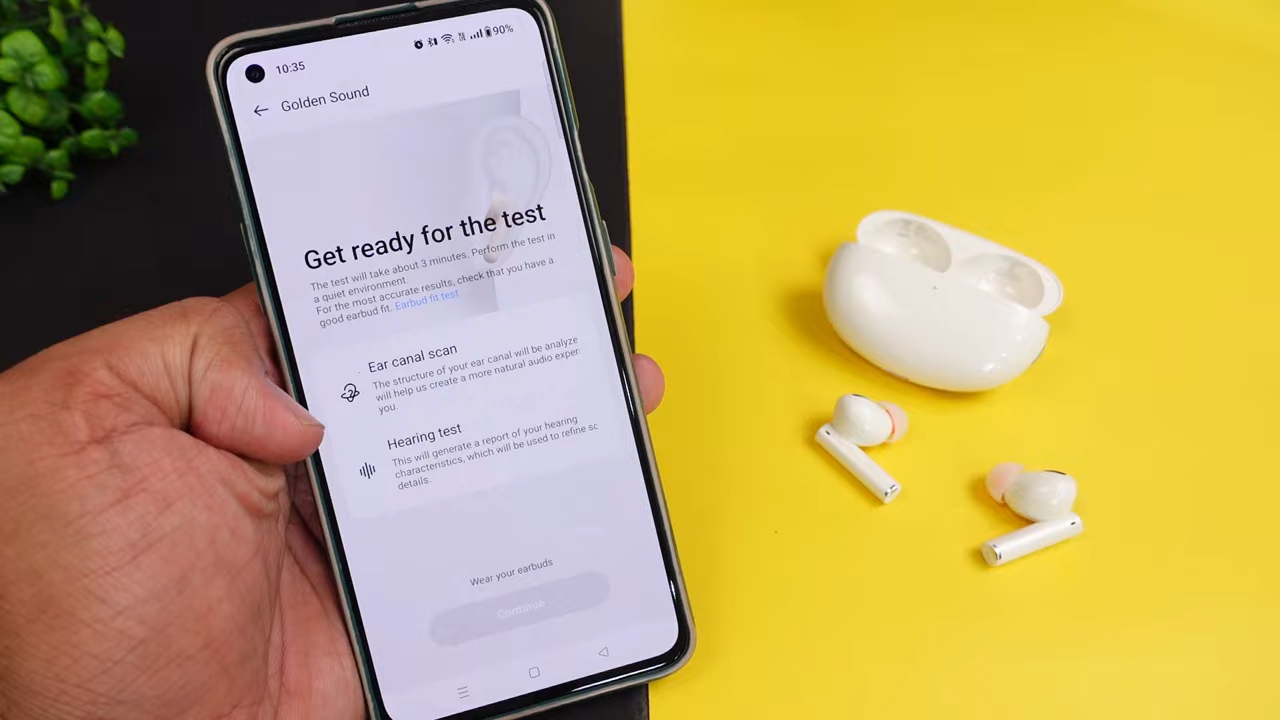 10:35
90%
Golden Sound
Get ready for the test
The test will take about 3 minutes. Perform the test in
a quiet environment.
For the most accurate results, check that you have a
good earbud fit. Earbud fit test
Ear canal scan
The structure of your ear canal will be analyze
will help us create a more natural audio exper
you.
Hearing test
This will generate a report of your hearing
characteristics, which will be used to refine sc
details.
Wear your earbuds
Continue